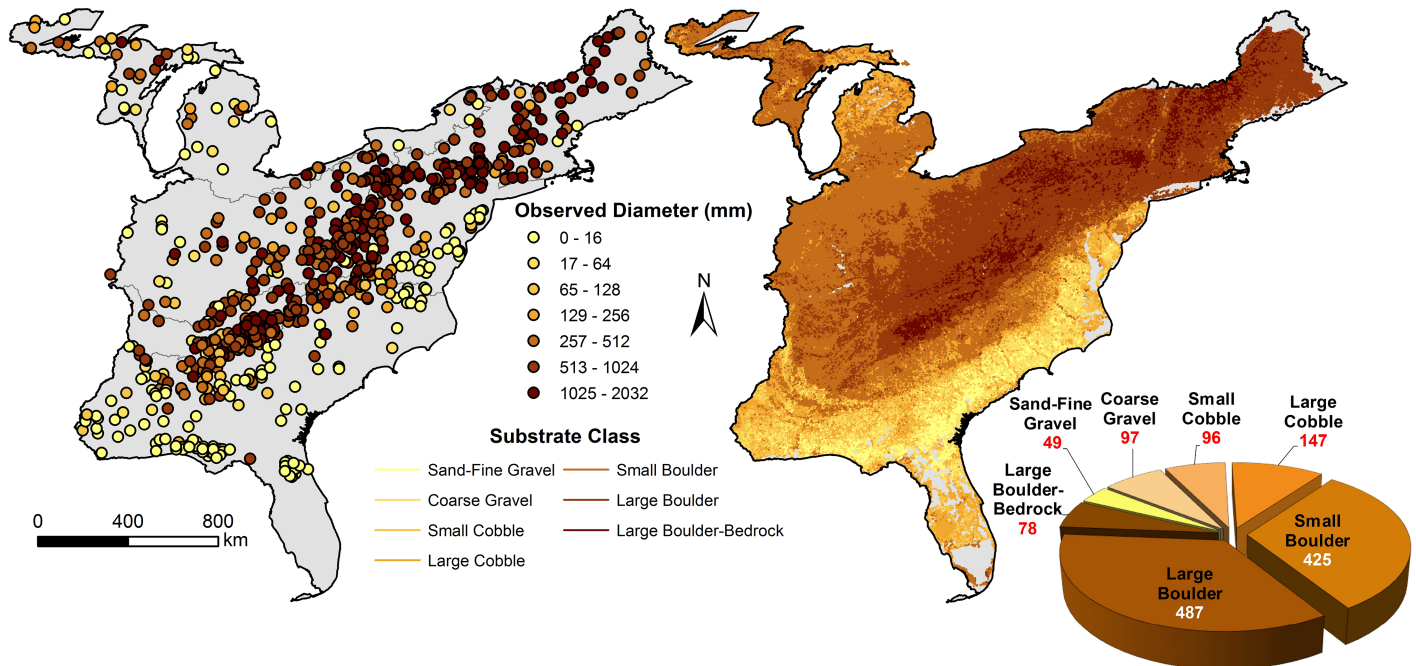 Observed Diameter (mm)
0 - 16
17 - 64
65 - 128
129 - 256
257 - 512
513 - 1024
1025 - 2032
N
Substrate Class
Sand-Fine Gravel
Coarse Gravel
Small Cobble
Large Cobble
Small Boulder
Large Boulder
Large Boulder-Bedrock
0 400 800
km
Sand-Fine
Gravel
49
Coarse
Gravel
97
Small
Cobble
96
Large
Cobble
147
Large
Boulder-
Bedrock
78
Small
Boulder
425
Large
Boulder
487